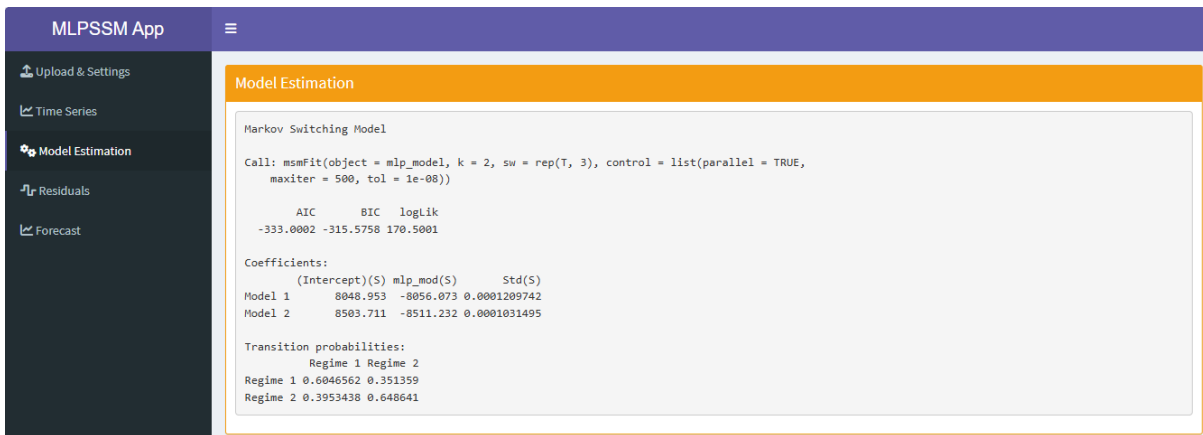 MLPSSM App
Upload & Settings
Time Series
Model Estimation
Residuals
Forecast
Model Estimation
Markov Switching Model
Call: msmFit(object = mlp_model, k = 2, sw = rep(T, 3), control = list(parallel = TRUE,
    maxiter = 500, tol = 1e-08))
        AIC       BIC   logLik
  -333.0002 -315.5758 170.5001
Coefficients:
        (Intercept)(S) mlp_mod(S)       Std(S)
Model 1       8048.953  -8056.073 0.0001209742
Model 2       8503.711  -8511.232 0.0001031495
Transition probabilities:
          Regime 1 Regime 2
Regime 1 0.6046562 0.351359
Regime 2 0.3953438 0.648641